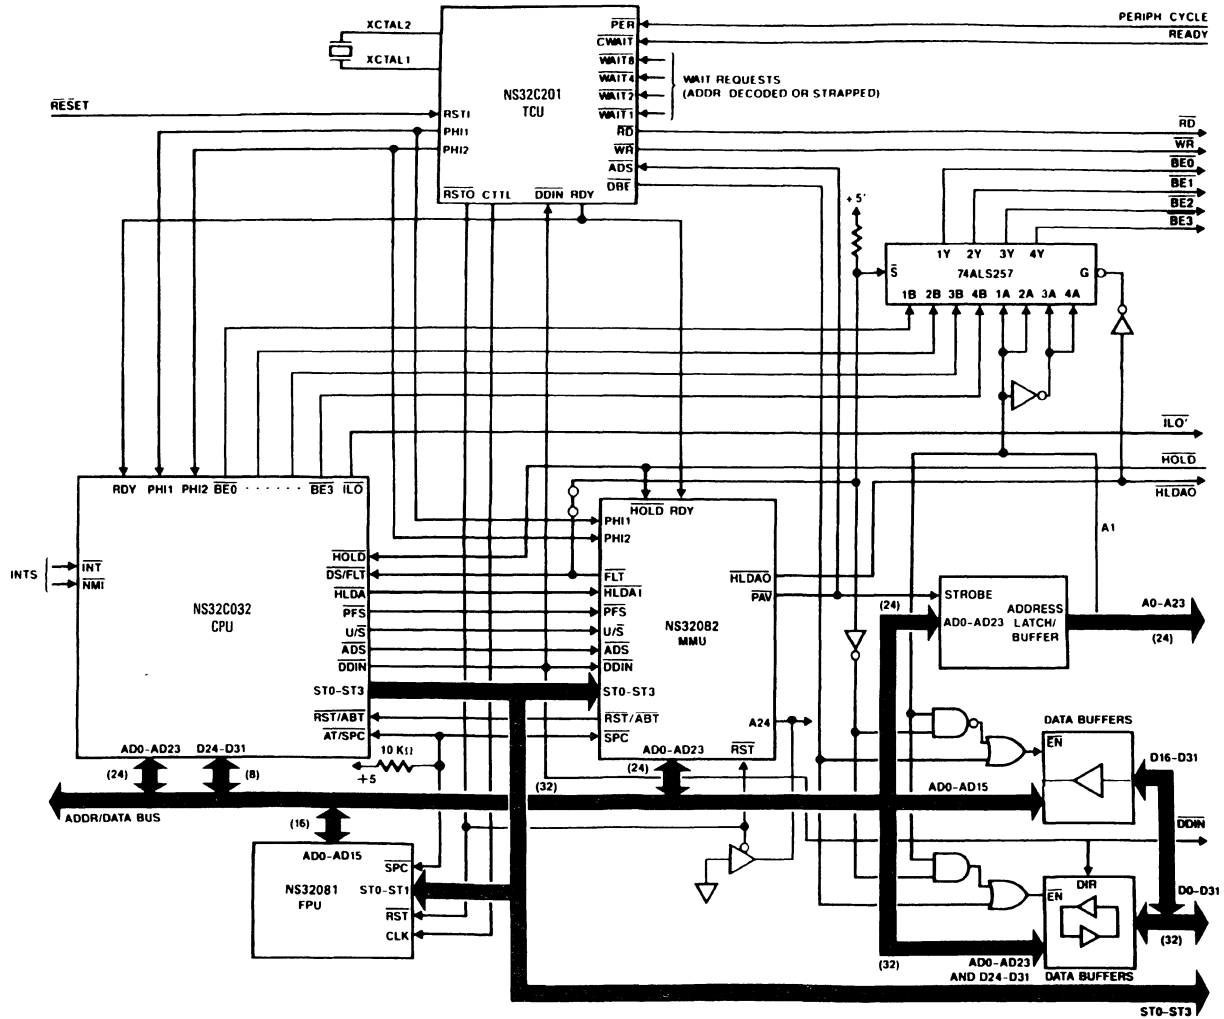 XCTAL2
XCTAL1
NS32C201
TCU
PER
CWAIT
WAIT8
WAIT4
WAIT2
WAIT1
RD
WR
ADS
DBE
RSTI
PHI1
PHI2
RSTO CTTL DDIN RDY
WAIT REQUESTS
(ADDR DECODED OR STRAPPED)
RESET
PERIPH CYCLE
READY
RD
WR
BE0
BE1
BE2
BE3
+5'
1Y 2Y 3Y 4Y
S 74ALS257 G
1B 2B 3B 4B 1A 2A 3A 4A
ILO'
HOLD
HLDAO
A1
RDY PHI1 PHI2 BE0 ...... BE3 ILO
INTS
INT
NMI
NS32C032
CPU
HOLD
DS/FLT
HLDA
PFS
U/S
ADS
DDIN
ST0-ST3
RST/ABT
AT/SPC
AD0-AD23 D24-D31
(24) (8)
+5
10 KΩ
HOLD RDY
PHI1
PHI2
FLT
HLDAI
PFS
U/S
ADS
DDIN
ST0-ST3
RST/ABT
SPC
HLDAO
PAV
NS32082
MMU
A24
AD0-AD23
RST
(24)
(32)
STROBE
AD0-AD23
ADDRESS
LATCH/
BUFFER
(24)
A0-A23
(24)
DATA BUFFERS
EN
AD0-AD15
D16-D31
DDIN
ADDR/DATA BUS
(16)
AD0-AD15
NS32081
FPU
SPC
ST0-ST1
RST
CLK
DIR
EN
D0-D31
(32)
(32)
AD0-AD23
AND D24-D31
DATA BUFFERS
ST0-ST3